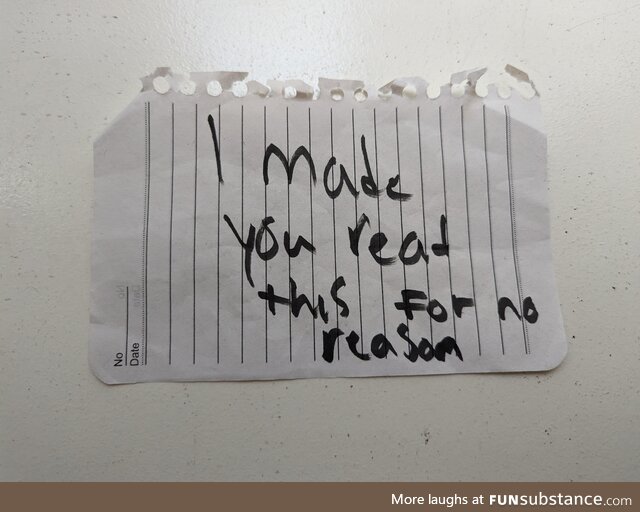 I made
you read
this for no
reason
No
Date
More laughs at FUNsubstance.com